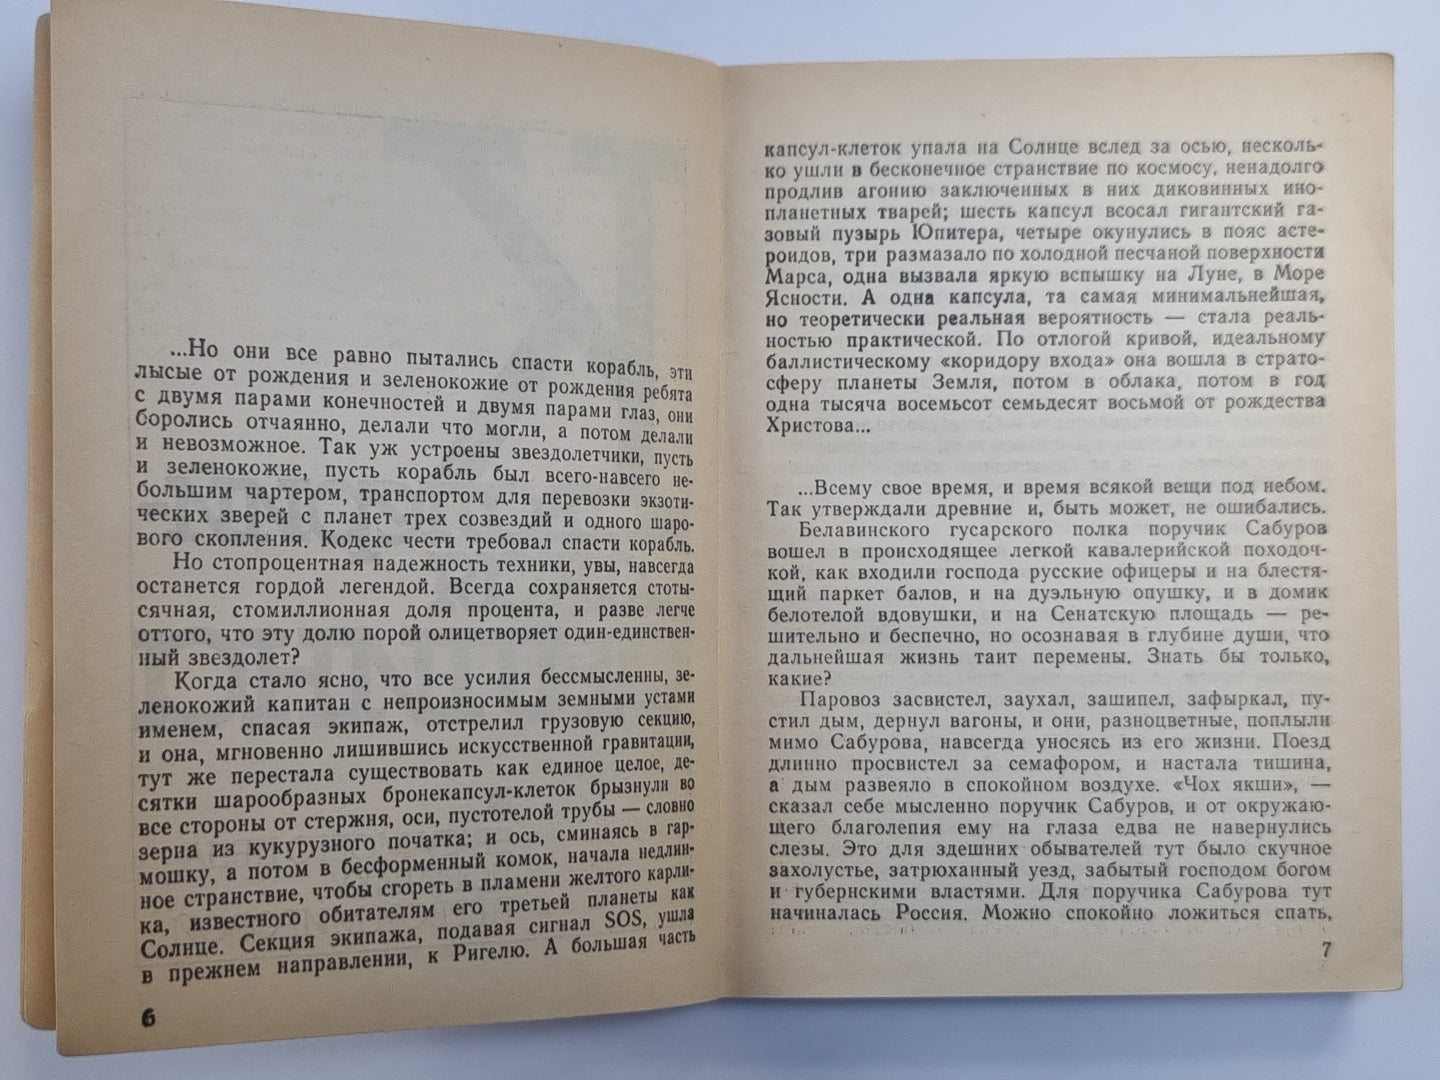 ...Но они все равно пытались спасти корабль, эти
лысые от рождения и зеленокожие от рождения ребята
с двумя парами конечностей и двумя парами глаз, они
боролись отчаянно, делали что могли, а потом делали
и невозможное. Так уж устроены звездолетчики, пусть
и зеленокожие, пусть корабль был всего-навсего не-
большим чартером, транспортом для перевозки экзоти-
ческих зверей с планет трех созвездий и одного шаро-
вого скопления. Кодекс чести требовал спасти корабль.
Но стопроцентная надежность техники, увы, навсегда
останется гордой легендой. Всегда сохраняется стоты-
сячная, стомиллионная доля процента, и разве легче
оттого, что эту долю порой олицетворяет один-единствен-
ный звездолет?
Когда стало ясно, что все усилия бессмысленны, зе-
ленокожий капитан с непроизносимым земными устами
именем, спасая экипаж, отстрелил грузовую секцию,
и она, мгновенно лишившись искусственной гравитации,
тут же перестала существовать как единое целое, де-
сятки шарообразных бронекапсул-клеток брызнули во
все стороны от стержня, оси, пустотелой трубы — словно
зерна из кукурузного початка; и ось, сминаясь в гар-
мошку, а потом в бесформенный комок, начала недлин-
ное странствие, чтобы сгореть в пламени желтого карли-
ка, известного обитателям его третьей планеты как
Солнце. Секция экипажа, подавая сигнал SOS, ушла
в прежнем направлении, к Ригелю. А большая часть
6
капсул-клеток упала на Солнце вслед за осью, несколь-
ко ушли в бесконечное странствие по космосу, ненадолго
продлив агонию заключенных в них диковинных ино-
планетных тварей; шесть капсул всосал гигантский га-
зовый пузырь Юпитера, четыре окунулись в пояс асте-
роидов, три размазало по холодной песчаной поверхности
Марса, одна вызвала яркую вспышку на Луне, в Море
Ясности. А одна капсула, та самая минимальнейшая,
но теоретически реальная вероятность — стала реаль-
ностью практической. По отлогой кривой, идеальному
баллистическому «коридору входа» она вошла в страто-
сферу планеты Земля, потом в облака, потом в год
одна тысяча восемьсот семьдесят восьмой от рождества
Христова...
...Всему свое время, и время всякой вещи под небом.
Так утверждали древние и, быть может, не ошибались.
Белавинского гусарского полка поручик Сабуров
вошел в происходящее легкой кавалерийской походоч-
кой, как входили господа русские офицеры и на блестя-
щий паркет балов, и на дуэльную опушку, и в домик
белотелой вдовушки, и на Сенатскую площадь — ре-
шительно и беспечно, но осознавая в глубине души, что
дальнейшая жизнь таит перемены. Знать бы только,
какие?
Паровоз засвистел, заухал, зашипел, зафыркал, пу-
стил дым, дернул вагоны, и они, разноцветные, поплыли
мимо Сабурова, навсегда уносясь из его жизни. Поезд
длинно просвистел за семафором, и настала тишина,
а дым развеяло в спокойном воздухе. «Чох якши», —
сказал себе мысленно поручик Сабуров, и от окружаю-
щего благолепия ему на глаза едва не навернулись
слезы. Это для здешних обывателей тут было скучное
захолустье, затрюханный уезд, забытый господом богом
и губернскими властями. Для поручика Сабурова тут
начиналась Россия. Можно спокойно ложиться спать,
7